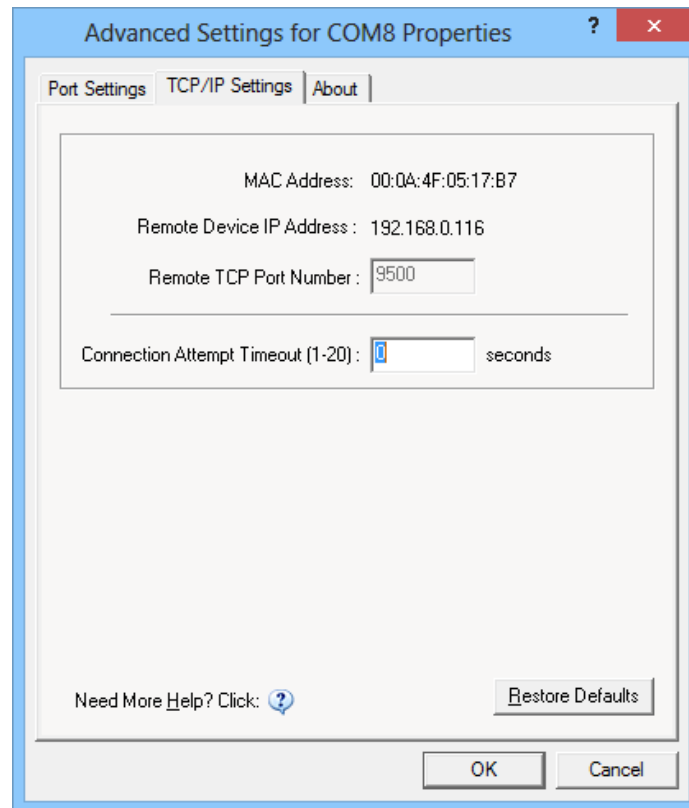 Advanced Settings for COM8 Properties ? ×
Port Settings TCP/IP Settings About
MAC Address: 00:0A:4F:05:17:B7
Remote Device IP Address : 192.168.0.116
Remote TCP Port Number : 9500
Connection Attempt Timeout (1-20) : 0 seconds
Need More Help? Click: ?
Restore Defaults
OK Cancel